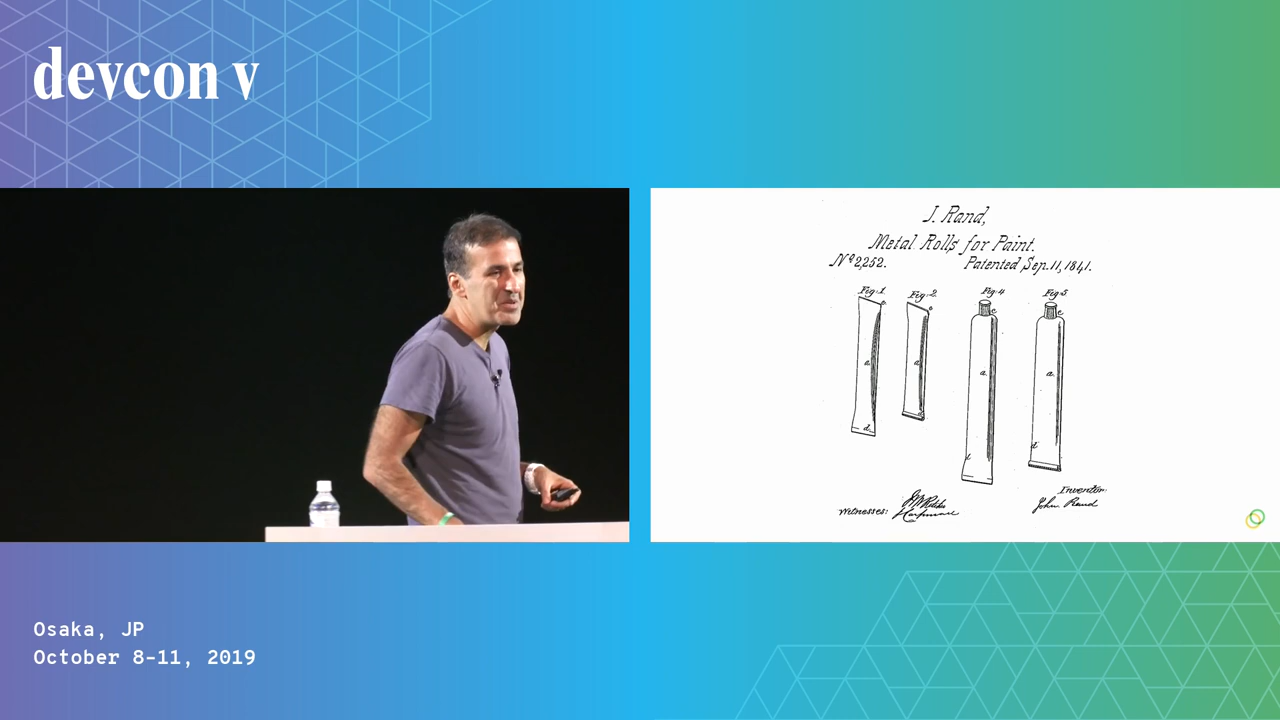 devcon v
J. Rand,
Metal Rolls for Paint.
Nº 2,252. Patented Sep. 11, 1841.
Fig. 1 Fig. 2 Fig. 4 Fig. 5
c c
a a a. a.
d.
d
Witnesses:
Inventor:
John Rand
Osaka, JP
October 8-11, 2019